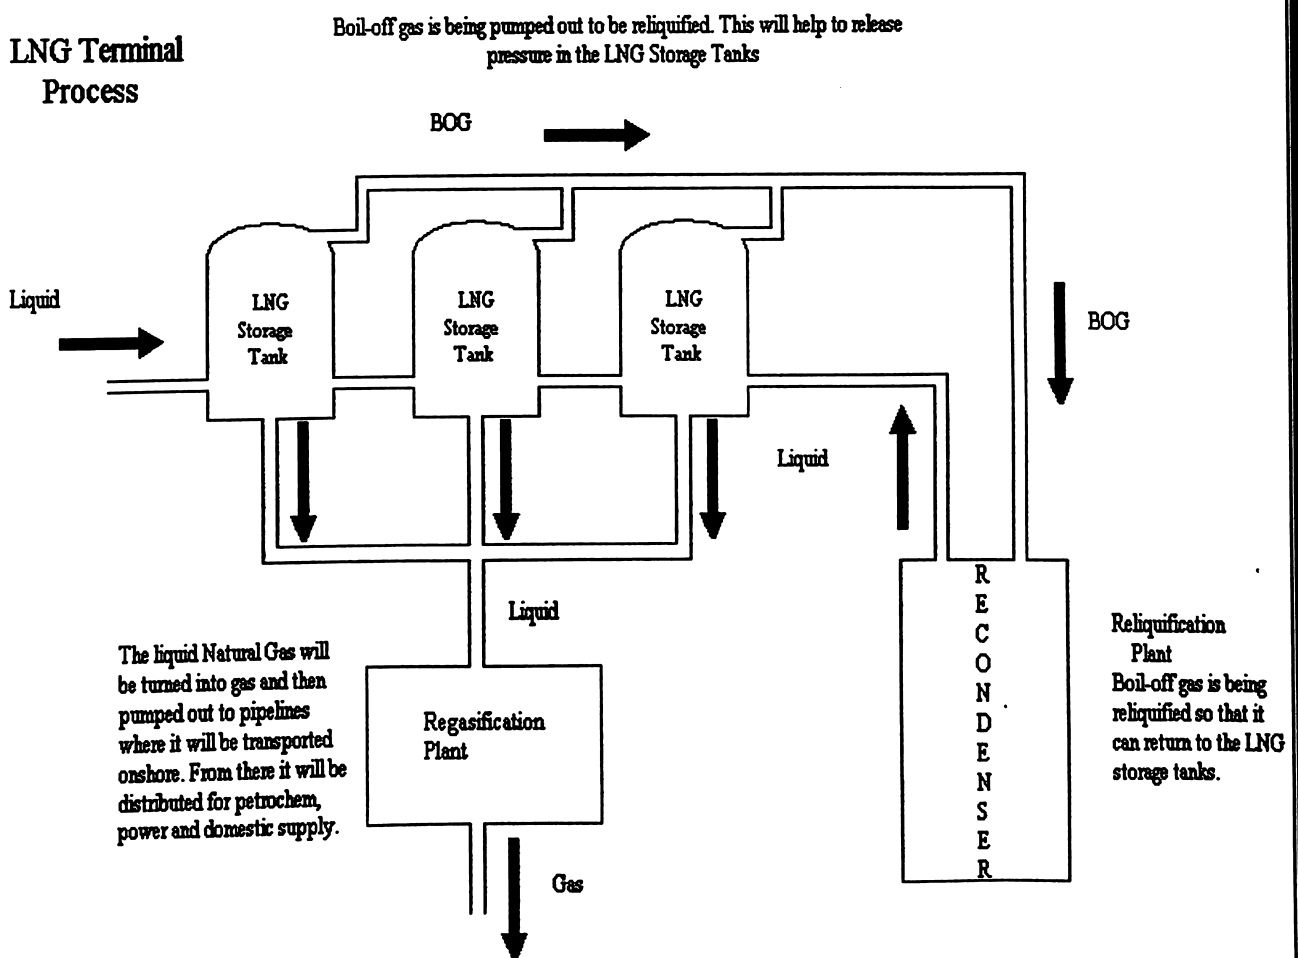 LNG Terminal
Process
Boil-off gas is being pumped out to be reliquified. This will help to release
pressure in the LNG Storage Tanks
BOG
Liquid
LNG
Storage
Tank
LNG
Storage
Tank
LNG
Storage
Tank
BOG
Liquid
Liquid
The liquid Natural Gas will
be turned into gas and then
pumped out to pipelines
where it will be transported
onshore. From there it will be
distributed for petrochem,
power and domestic supply.
Regasification
Plant
Gas
R
E
C
O
N
D
E
N
S
E
R
Reliquification
Plant
Boil-off gas is being
reliquified so that it
can return to the LNG
storage tanks.